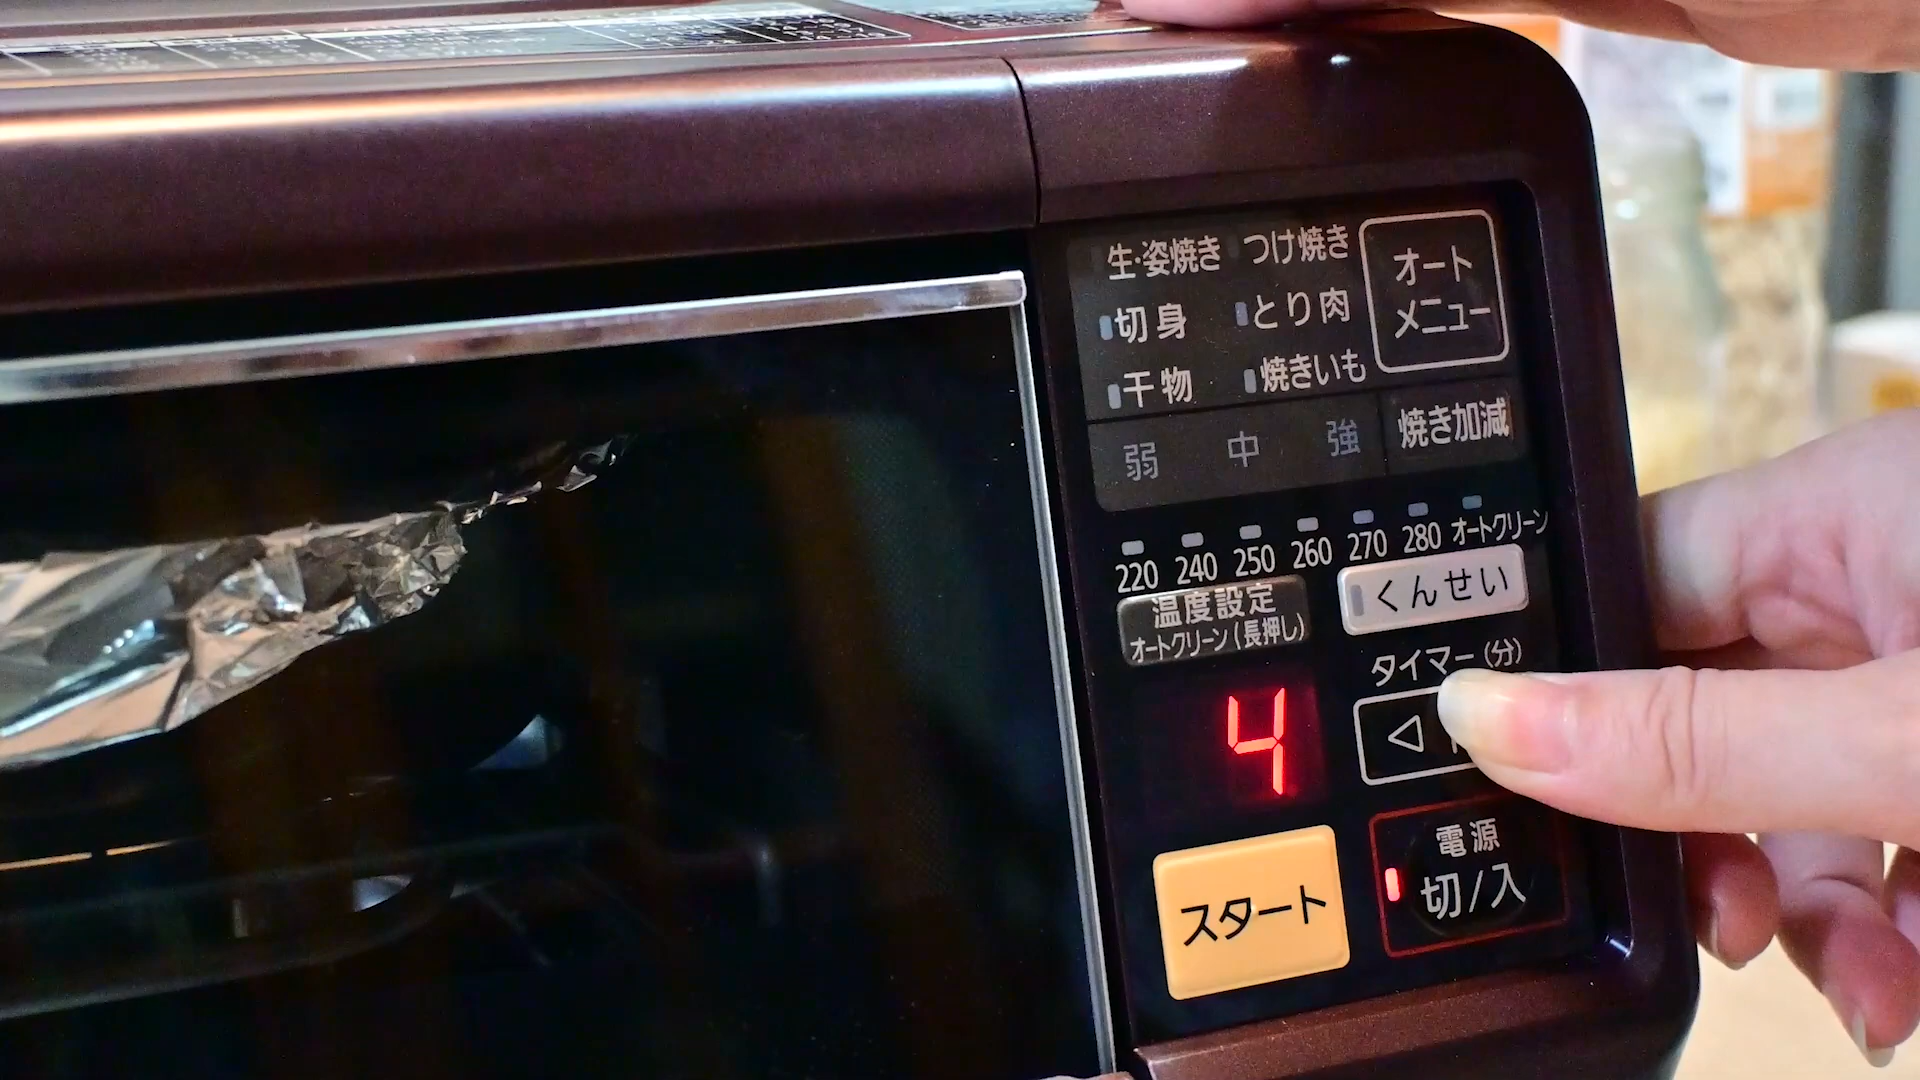 生・姿焼き つけ焼き
切身 とり肉
干物 焼きいも
オート
メニュー
弱 中 強 焼き加減
220 240 250 260 270 280 オートクリーン
温度設定
オートクリーン(長押し)
くんせい
タイマー(分)
4
スタート
電源
切/入